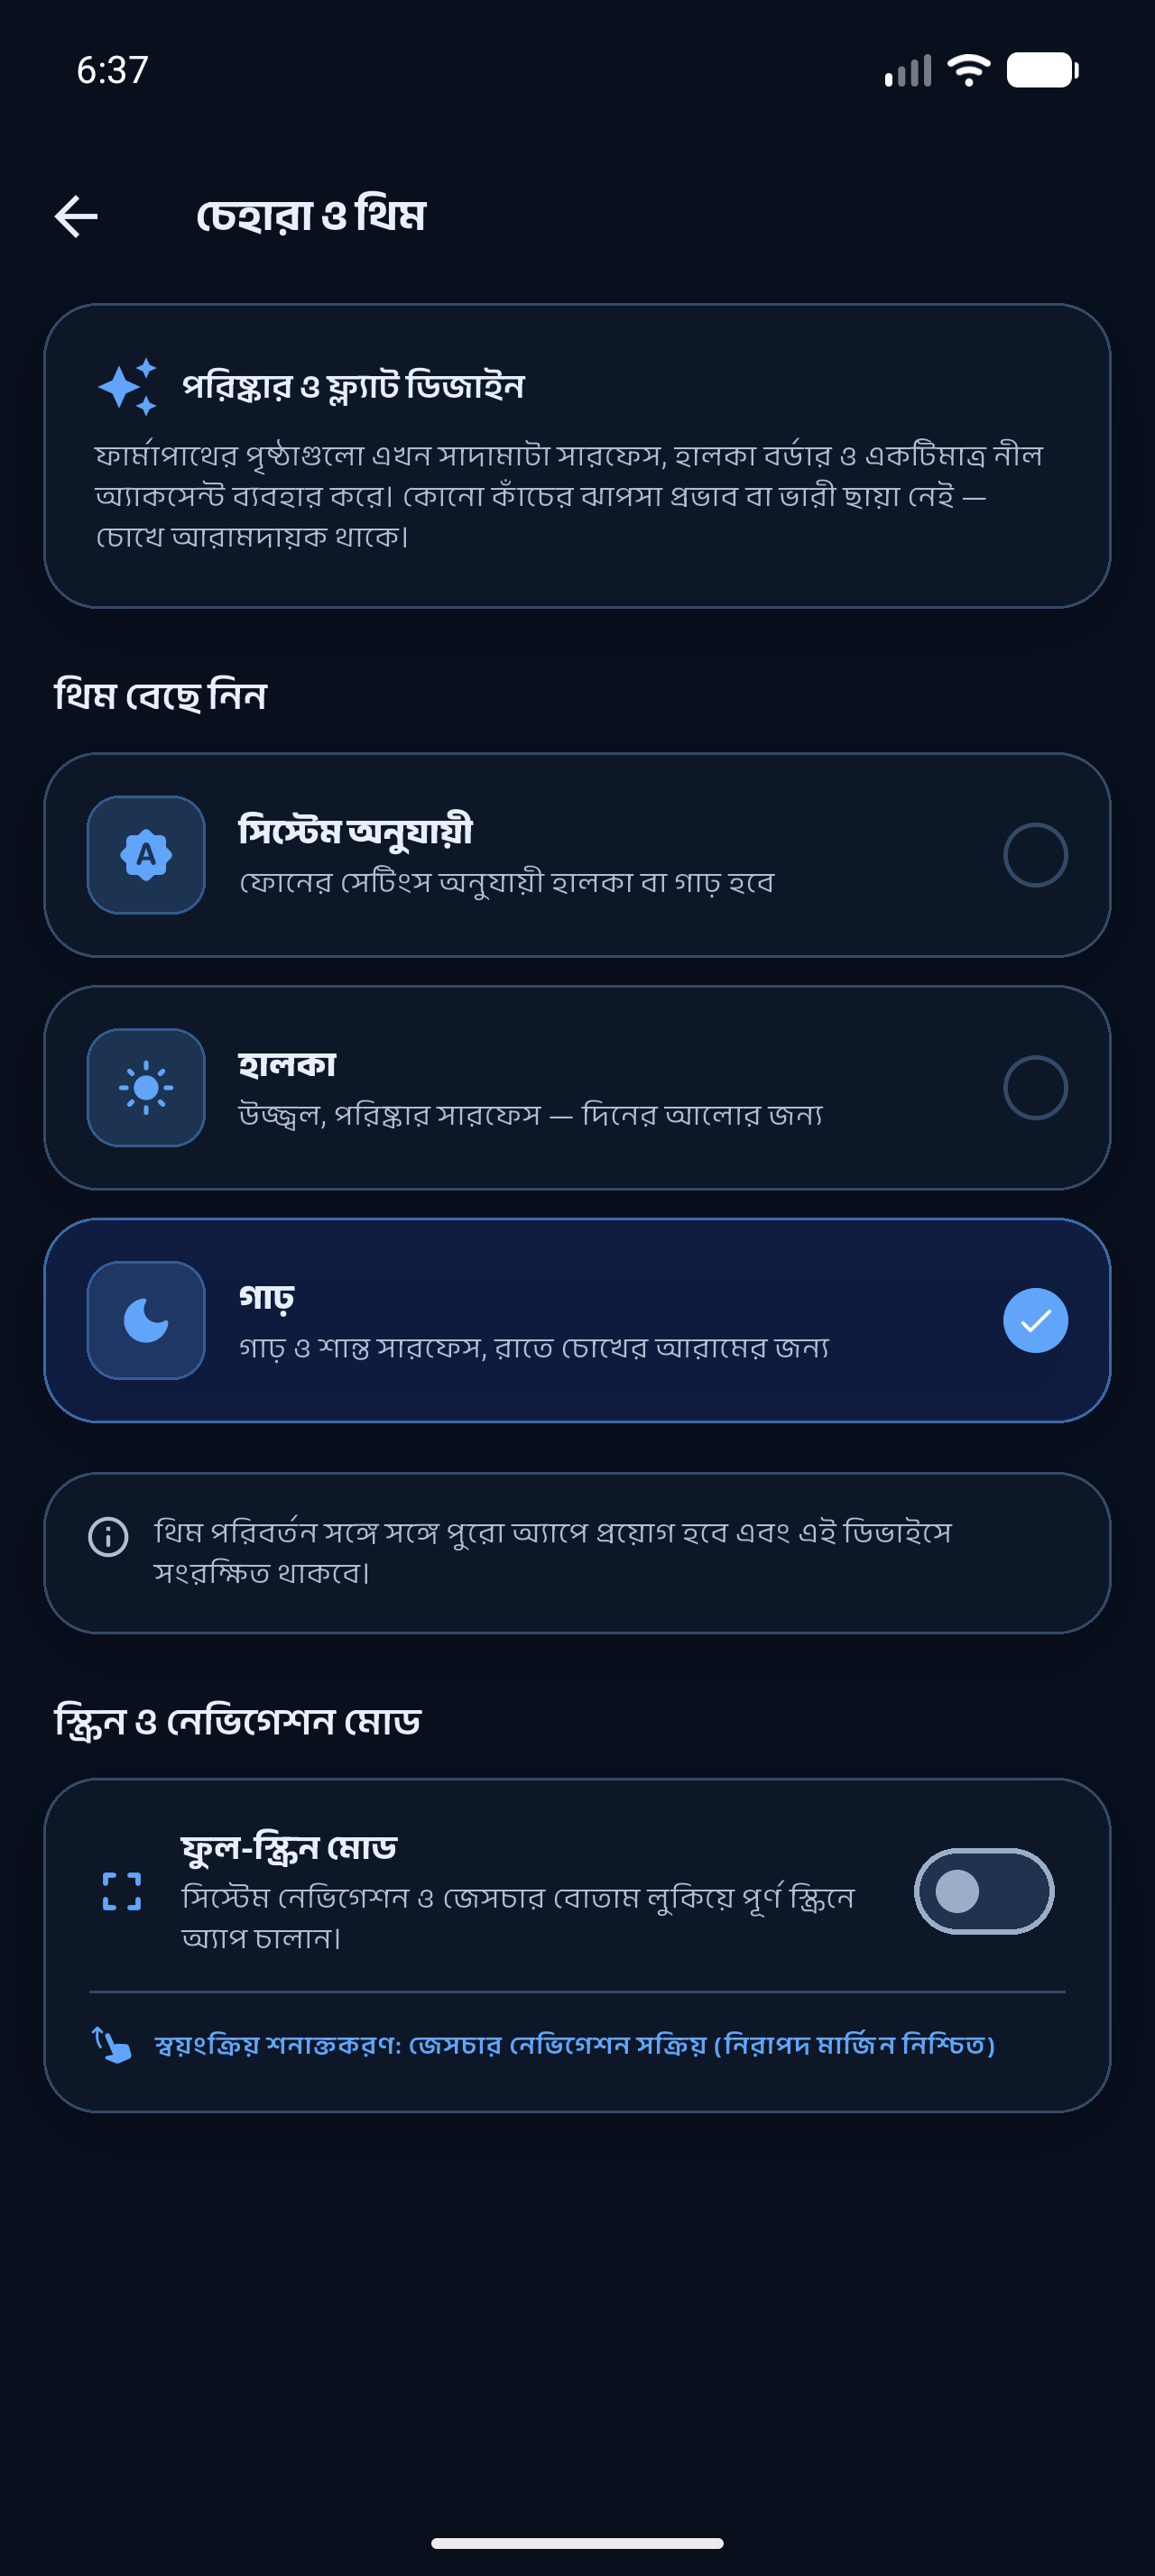 6:37
চেহারা ও থিম
পরিষ্কার ও ফ্ল্যাট ডিজাইন
ফার্মাপাথের পৃষ্ঠাগুলো এখন সাদামাটা সারফেস, হালকা বর্ডার ও একটিমাত্র নীল
অ্যাকসেন্ট ব্যবহার করে। কোনো কাঁচের ঝাপসা প্রভাব বা ভারী ছায়া নেই —
চোখে আরামদায়ক থাকে।
থিম বেছে নিন
A
সিস্টেম অনুযায়ী
ফোনের সেটিংস অনুযায়ী হালকা বা গাঢ় হবে
হালকা
উজ্জ্বল, পরিষ্কার সারফেস — দিনের আলোর জন্য
গাঢ়
গাঢ় ও শান্ত সারফেস, রাতে চোখের আরামের জন্য
থিম পরিবর্তন সঙ্গে সঙ্গে পুরো অ্যাপে প্রয়োগ হবে এবং এই ডিভাইসে
সংরক্ষিত থাকবে।
স্ক্রিন ও নেভিগেশন মোড
ফুল-স্ক্রিন মোড
সিস্টেম নেভিগেশন ও জেসচার বোতাম লুকিয়ে পূর্ণ স্ক্রিনে
অ্যাপ চালান।
স্বয়ংক্রিয় শনাক্তকরণ: জেসচার নেভিগেশন সক্রিয় (নিরাপদ মার্জিন নিশ্চিত)